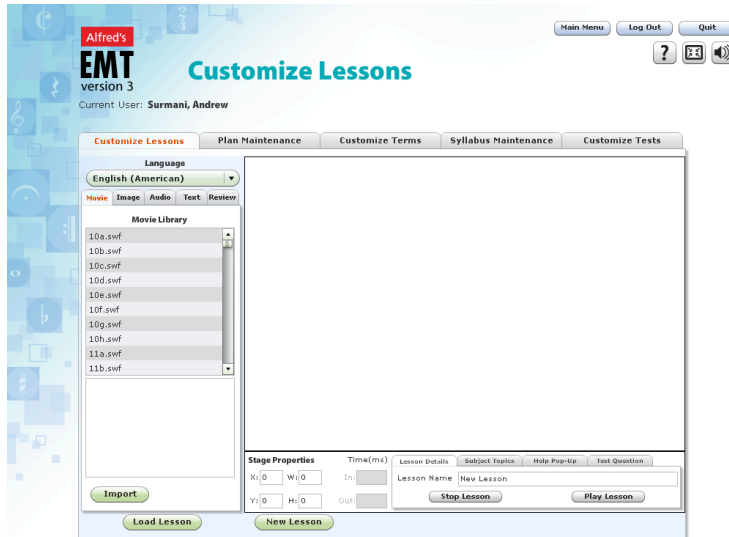 Main Menu Log Out Quit
?
Alfred's
EMT
version 3
Customize Lessons
Current User: Surmani, Andrew
Customize Lessons Plan Maintenance Customize Terms Syllabus Maintenance Customize Tests
Language
English (American)
Movie Image Audio Text Review
Movie Library
10a.swf
10b.swf
10c.swf
10d.swf
10e.swf
10f.swf
10g.swf
10h.swf
11a.swf
11b.swf
Stage Properties Time(ms) Lesson Details Subject Topics Help Pop-Up Test Question
X: 0 W: 0 In: Lesson Name New Lesson
Y: 0 H: 0 Out: Stop Lesson Play Lesson
Import
Load Lesson New Lesson